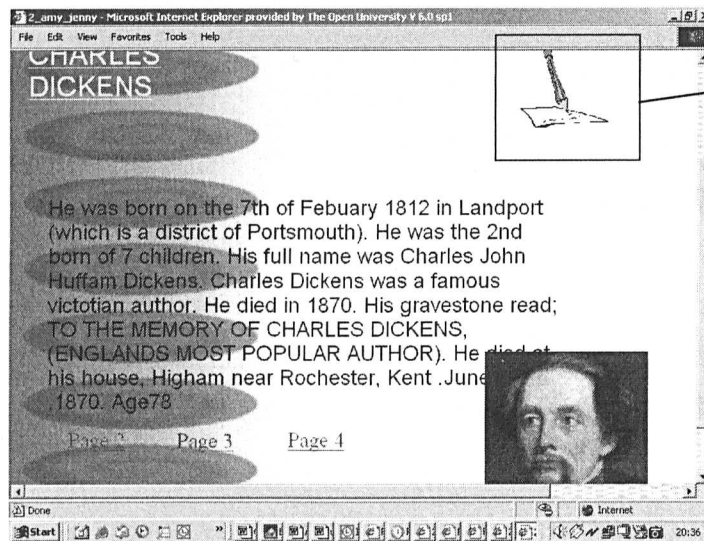 2_amy_jenny - Microsoft Internet Explorer provided by The Open University V 6.0 sp1
File Edit View Favorites Tools Help
CHARLES
DICKENS
He was born on the 7th of Febuary 1812 in Landport
(which is a district of Portsmouth). He was the 2nd
born of 7 children. His full name was Charles John
Huffam Dickens. Charles Dickens was a famous
victotian author. He died in 1870. His gravestone read;
TO THE MEMORY OF CHARLES DICKENS,
(ENGLANDS MOST POPULAR AUTHOR). He died at
his house, Higham near Rochester, Kent .June
.1870. Age78
Page 2 Page 3 Page 4
Done Internet
Start 20:36